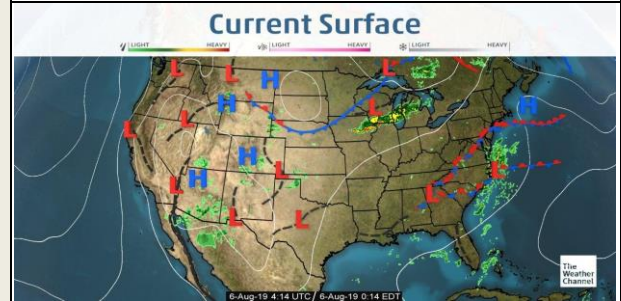 Current Surface
LIGHT HEAVY LIGHT HEAVY LIGHT HEAVY
L L L H
L H L H
L L
H L
L H L L
L L
The
Weather
Channel
6-Aug-19 4:14 UTC / 6-Aug-19 0:14 EDT